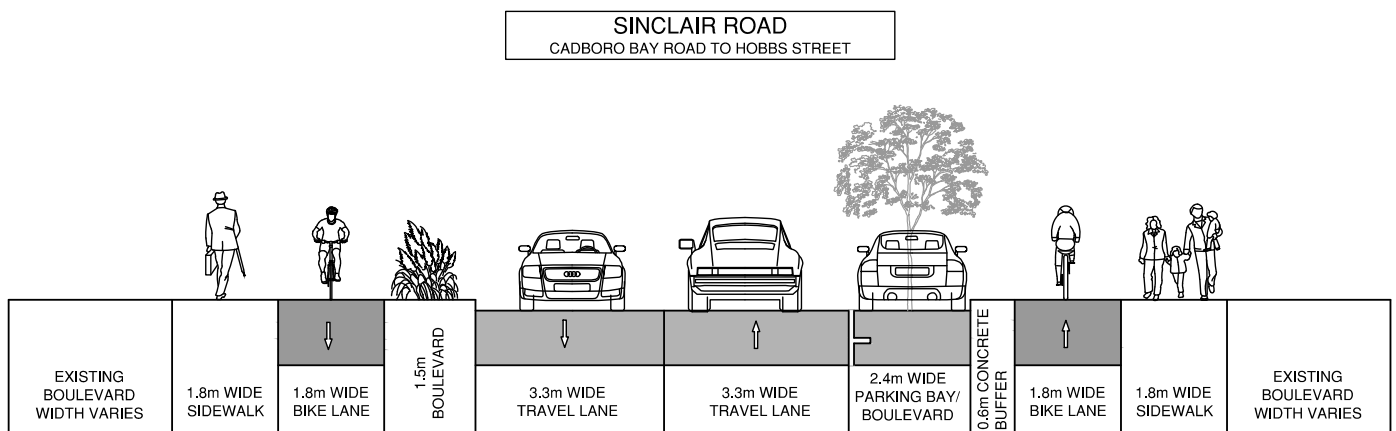 SINCLAIR ROAD
CADBORO BAY ROAD TO HOBBS STREET
EXISTING
BOULEVARD
WIDTH VARIES
1.8m WIDE
SIDEWALK
1.8m WIDE
BIKE LANE
1.5m
BOULEVARD
3.3m WIDE
TRAVEL LANE
3.3m WIDE
TRAVEL LANE
2.4m WIDE
PARKING BAY/
BOULEVARD
0.6m CONCRETE
BUFFER
1.8m WIDE
BIKE LANE
1.8m WIDE
SIDEWALK
EXISTING
BOULEVARD
WIDTH VARIES